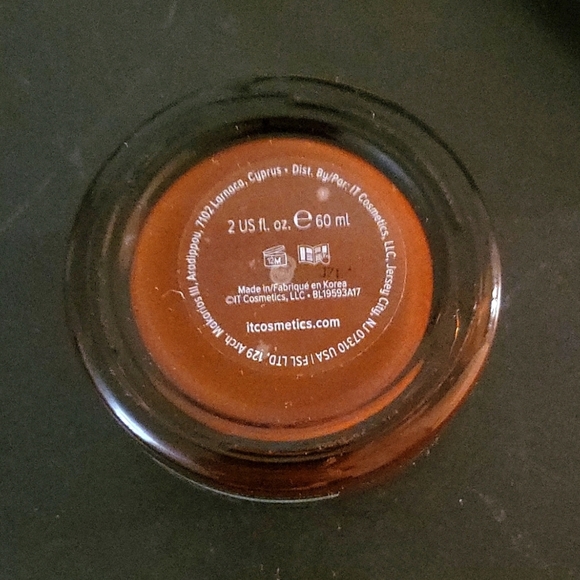 Dist. By/Par: IT Cosmetics, LLC, Jersey City, NJ 07310 USA | FSL LTD, 129 Arch. Makarios III, Aradippou, 7102 Larnaca, Cyprus •
2 US fl. oz. ℮ 60 ml
12M
Made in/Fabriqué en Korea
©IT Cosmetics, LLC • BL19593A17
itcosmetics.com